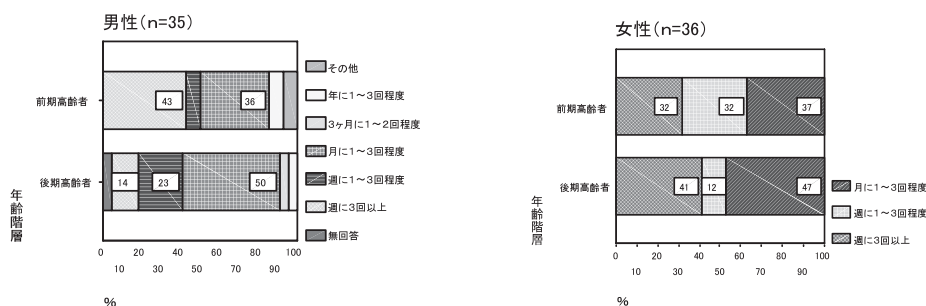 男性(n=35)
前期高齢者
43
36
後期高齢者
14
23
50
年齢階層
0
20
40
60
80
100
10
30
50
70
90
%
その他
年に1〜3回程度
3ヶ月に1〜2回程度
月に1〜3回程度
週に1〜3回程度
週に3回以上
無回答
女性(n=36)
前期高齢者
32
32
37
後期高齢者
41
12
47
年齢階層
0
20
40
60
80
100
10
30
50
70
90
%
月に1〜3回程度
週に1〜3回程度
週に3回以上